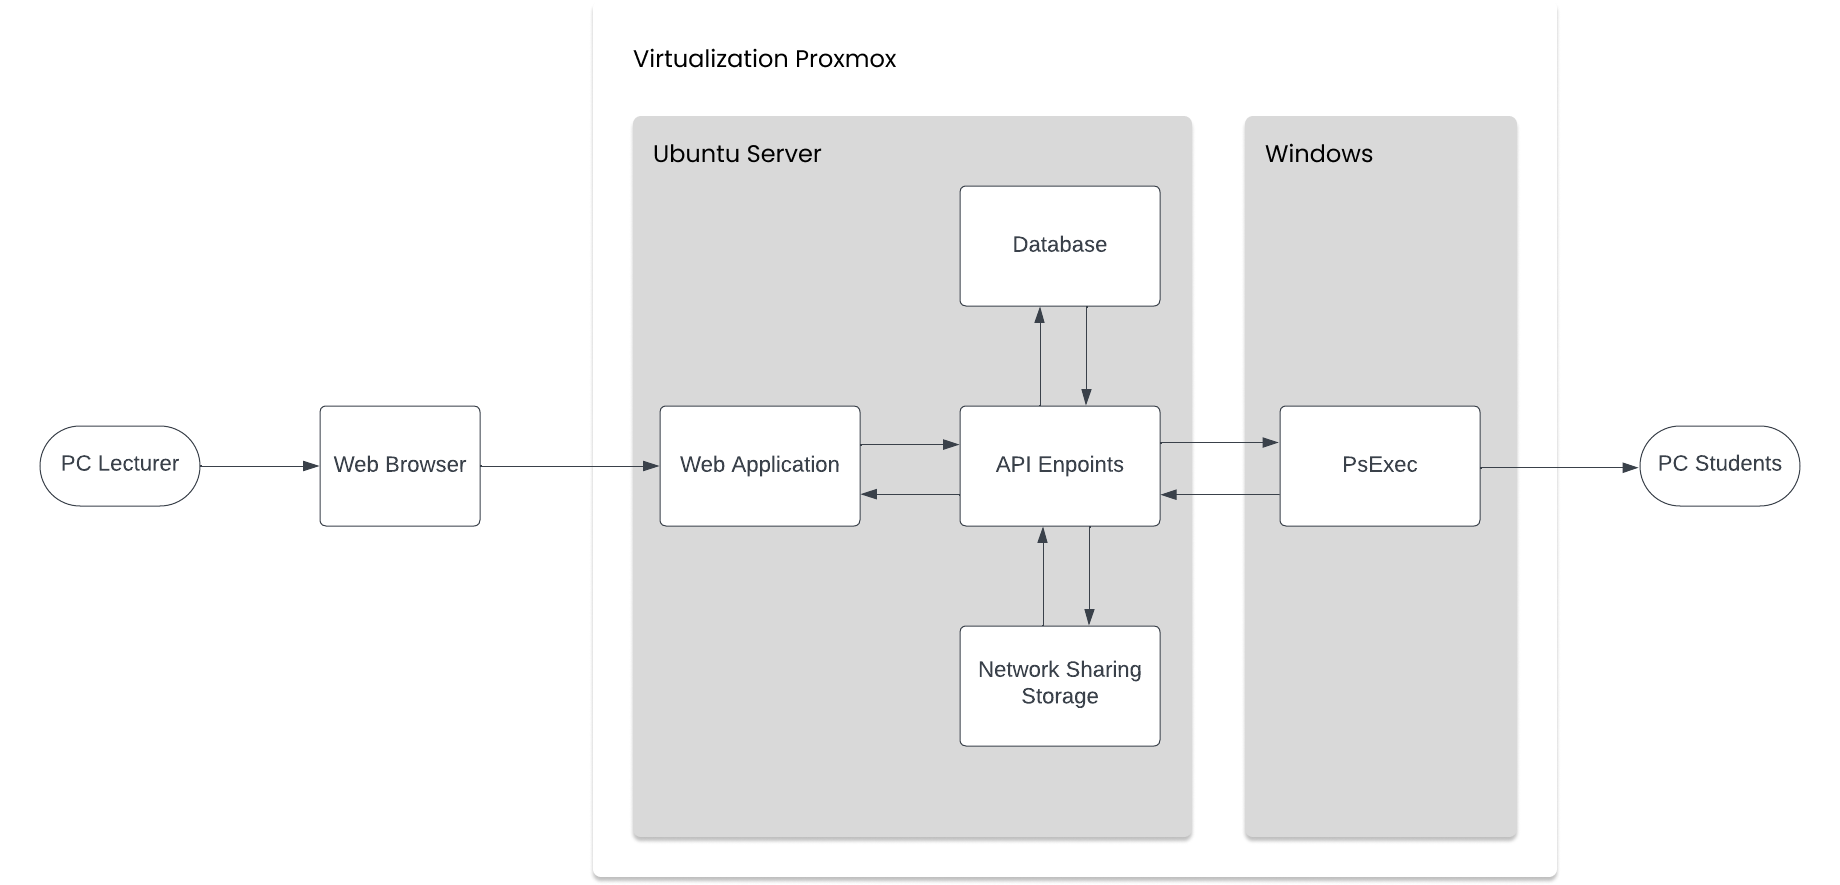 Virtualization Proxmox
Ubuntu Server
Windows
Database
PC Lecturer
Web Browser
Web Application
API Enpoints
PsExec
PC Students
Network Sharing
Storage